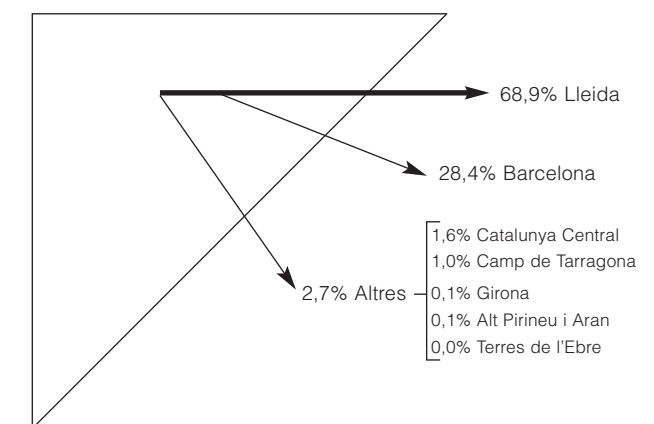 68,9% Lleida
28,4% Barcelona
2,7% Altres
1,6% Catalunya Central
1,0% Camp de Tarragona
0,1% Girona
0,1% Alt Pirineu i Aran
0,0% Terres de l'Ebre